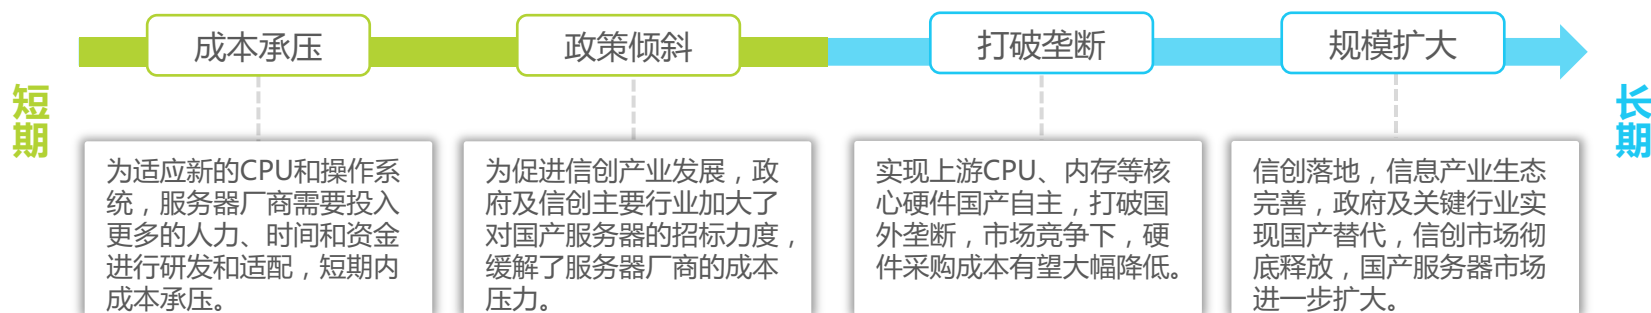 成本承压
政策倾斜
打破垄断
规模扩大
短期
长期
为适应新的CPU和操作系
统，服务器厂商需要投入
更多的人力、时间和资金
进行研发和适配，短期内
成本承压。
为促进信创产业发展，政
府及信创主要行业加大了
对国产服务器的招标力度，
缓解了服务器厂商的成本
压力。
实现上游CPU、内存等核
心硬件国产自主，打破国
外垄断，市场竞争下，硬
件采购成本有望大幅降低。
信创落地，信息产业生态
完善，政府及关键行业实
现国产替代，信创市场彻
底释放，国产服务器市场
进一步扩大。